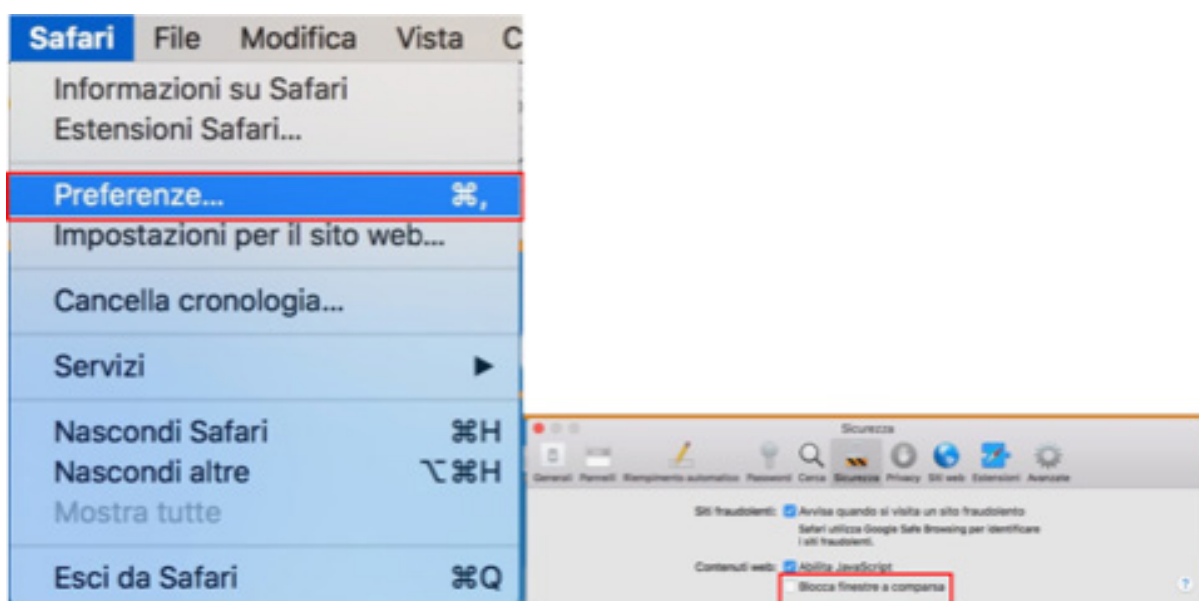 Safari File Modifica Vista C
Informazioni su Safari
Estensioni Safari...
Preferenze... ⌘,
Impostazioni per il sito web...
Cancella cronologia...
Servizi ▶
Nascondi Safari ⌘H
Nascondi altre ⌥⌘H
Mostra tutte
Esci da Safari ⌘Q
Sicurezza
Generali Pannelli Riempimento automatico Password Cerca Sicurezza Privacy Siti web Estensioni Avanzate
Siti fraudolenti: Avvisa quando si visita un sito fraudolento
Safari utilizza Google Safe Browsing per identificare
i siti fraudolenti.
Contenuti web: Abilita JavaScript
Blocca finestre a comparsa
?